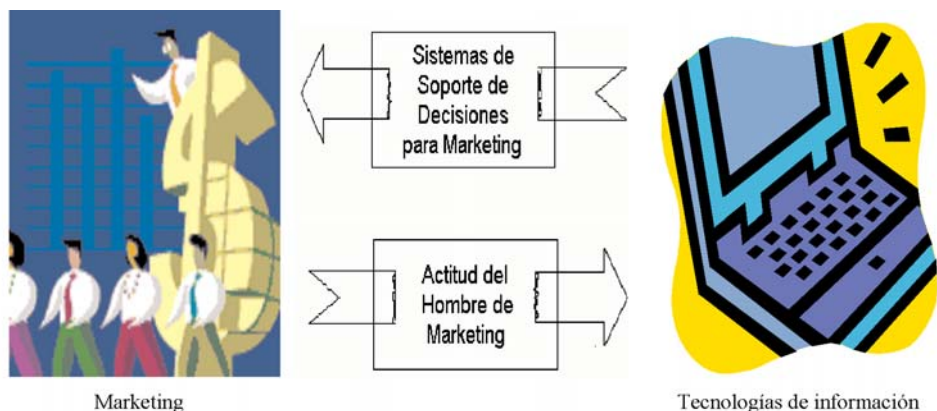 Sistemas de
Soporte de
Decisiones
para Marketing
Actitud del
Hombre de
Marketing
Marketing
Tecnologías de información